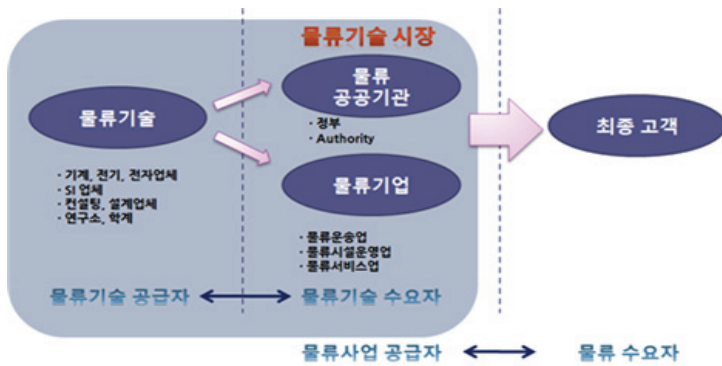 물류기술 시장
물류기술
· 기계, 전기, 전자업체
· SI 업체
· 컨설팅, 설계업체
· 연구소, 학계
물류
공공기관
· 정부
· Authority
물류기업
· 물류운송업
· 물류시설운영업
· 물류서비스업
최종 고객
물류기술 공급자
물류기술 수요자
물류사업 공급자
물류 수요자